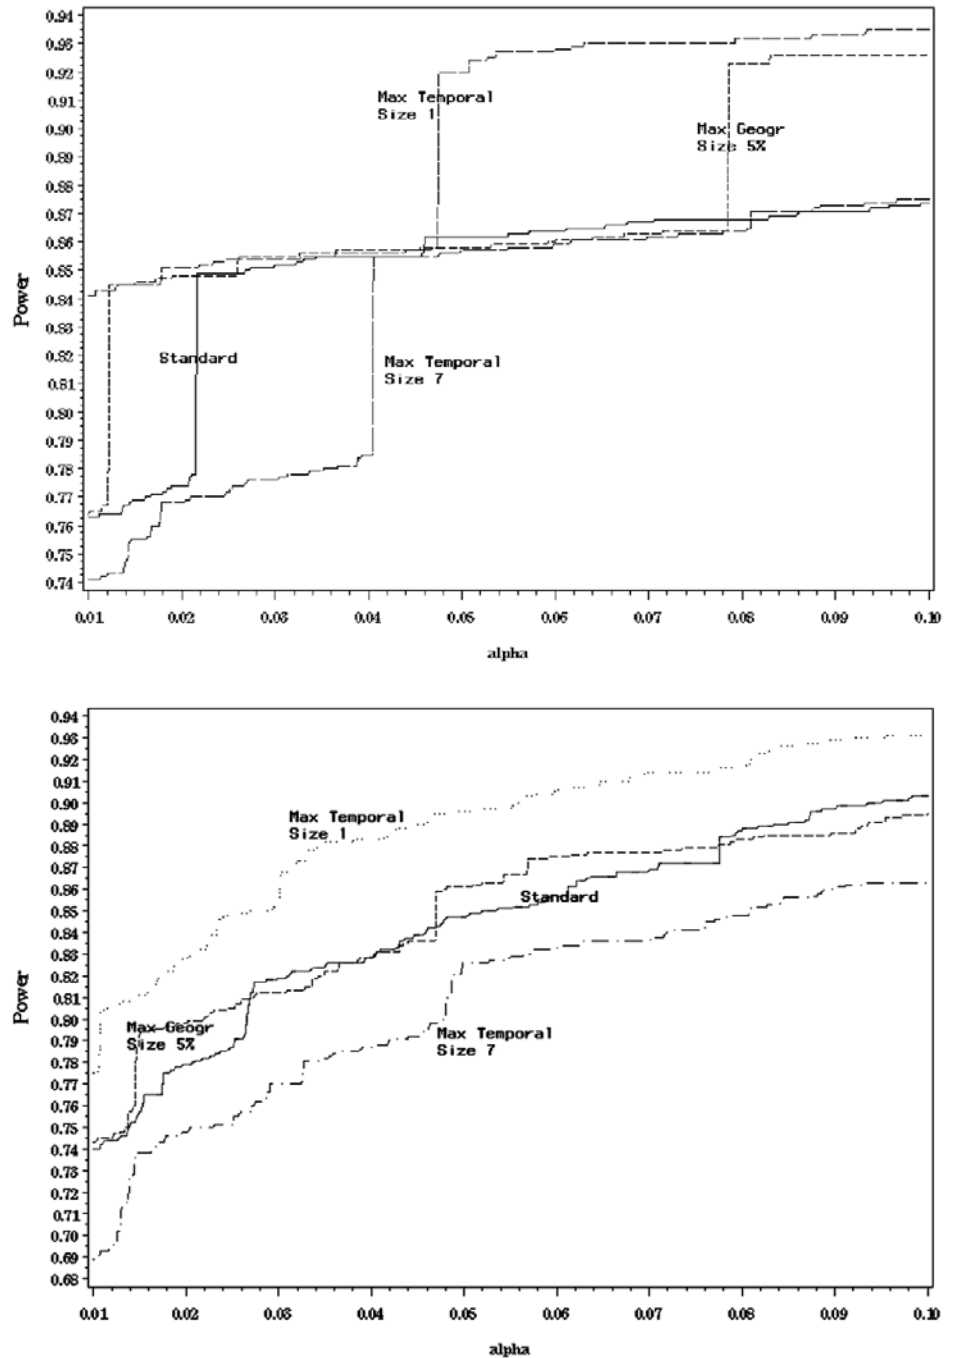 0.94
0.93
0.92
0.91
0.90
0.89
0.88
0.87
0.86
0.85
0.84
0.83
0.82
0.81
0.80
0.79
0.78
0.77
0.76
0.75
0.74
Power
Max Temporal
Size 1
Max Geogr
Size 5%
Standard
Max Temporal
Size 7
0.01 0.02 0.03 0.04 0.05 0.06 0.07 0.08 0.09 0.10
alpha
0.94
0.93
0.92
0.91
0.90
0.89
0.88
0.87
0.86
0.85
0.84
0.83
0.82
0.81
0.80
0.79
0.78
0.77
0.76
0.75
0.74
0.73
0.72
0.71
0.70
0.69
0.68
Power
Max Temporal
Size 1
Standard
Max Geogr
Size 5%
Max Temporal
Size 7
0.01 0.02 0.03 0.04 0.05 0.06 0.07 0.08 0.09 0.10
alpha